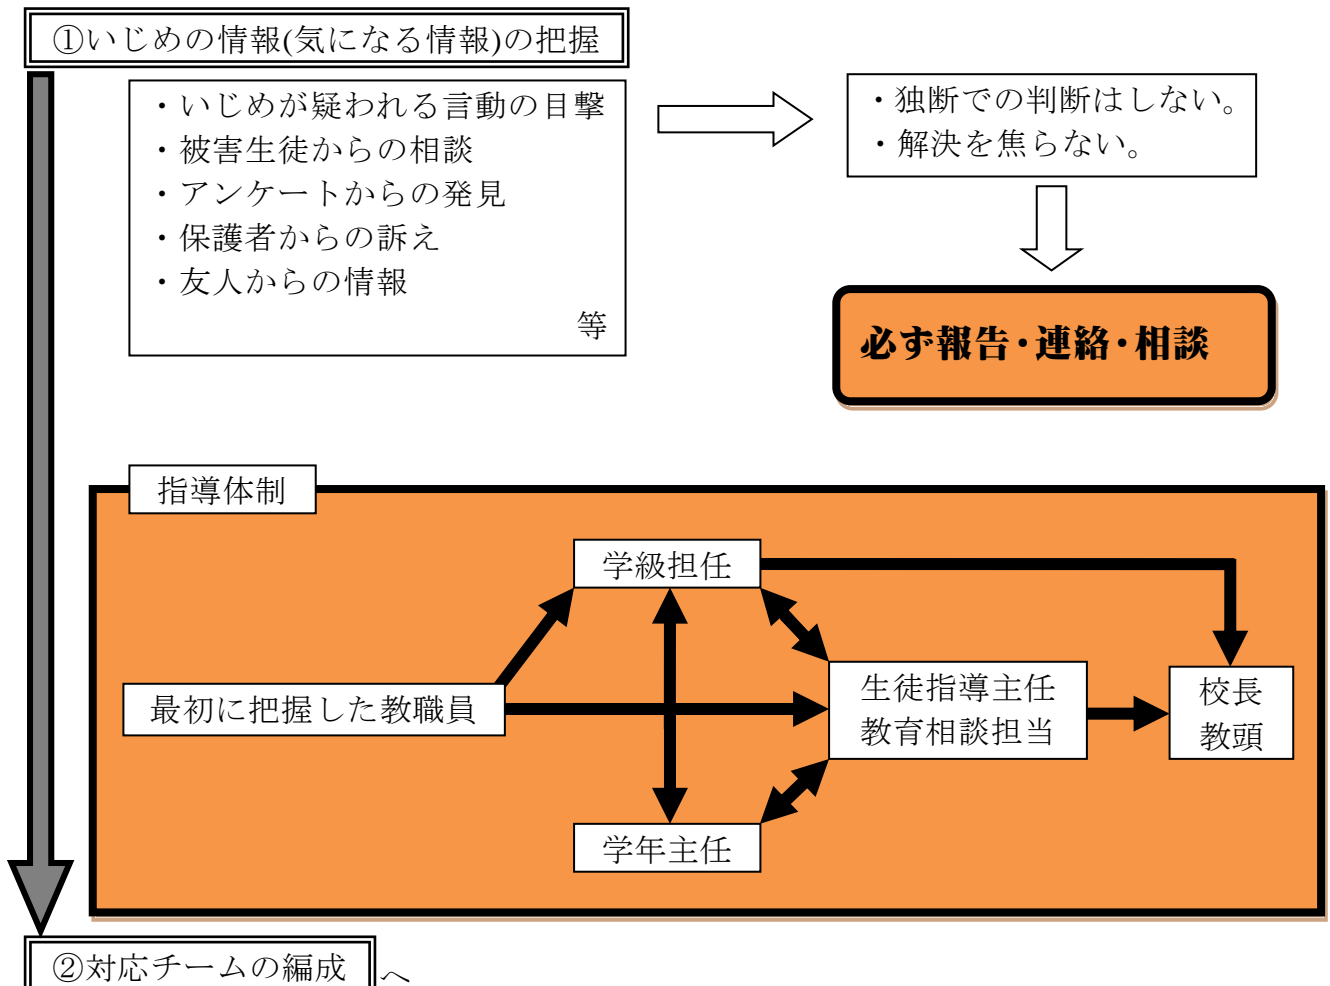 ①いじめの情報(気になる情報)の把握
・いじめが疑われる言動の目撃
・被害生徒からの相談
・アンケートからの発見
・保護者からの訴え
・友人からの情報
等
・独断での判断はしない。
・解決を焦らない。
必ず報告・連絡・相談
指導体制
学級担任
最初に把握した教職員
生徒指導主任
教育相談担当
校長
教頭
学年主任
②対応チームの編成へ